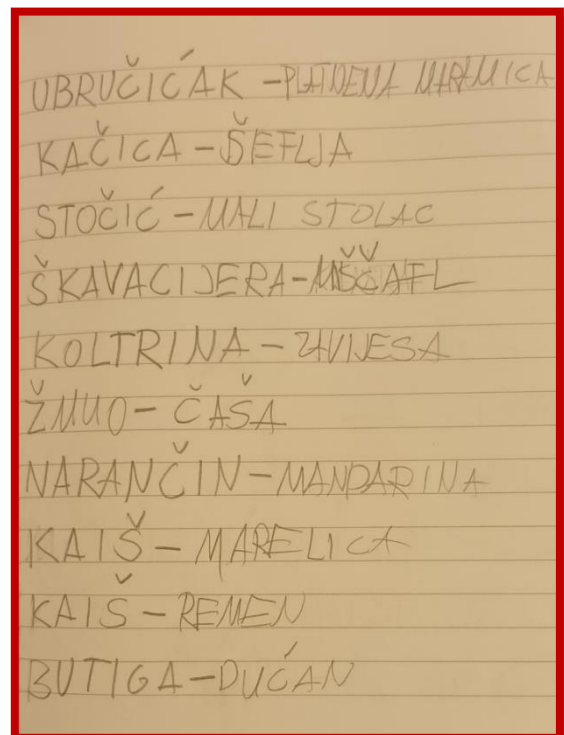 UBRUČIĆAK - PLATNENA MARAMICA
KAČICA - ŠEFLJA
STOČIĆ - MALI STOLAC
ŠKAVACIJERA -
KOLTRINA - ZAVJESA
ŽMUO - ČAŠA
NARANČIN - MANDARINA
KAIŠ - MARELICA
KAIŠ - REMEN
BUTIGA - DUĆAN